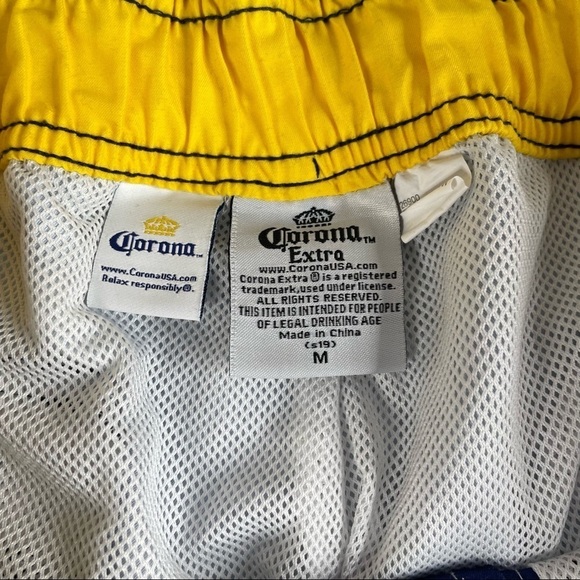 Corona™
www.CoronaUSA.com
Relax responsibly®.
Corona™
Extra
www.CoronaUSA.com
Corona Extra ® is a registered
trademark,used under license.
ALL RIGHTS RESERVED.
THIS ITEM IS INTENDED FOR PEOPLE
OF LEGAL DRINKING AGE
Made in China
(s19)
M